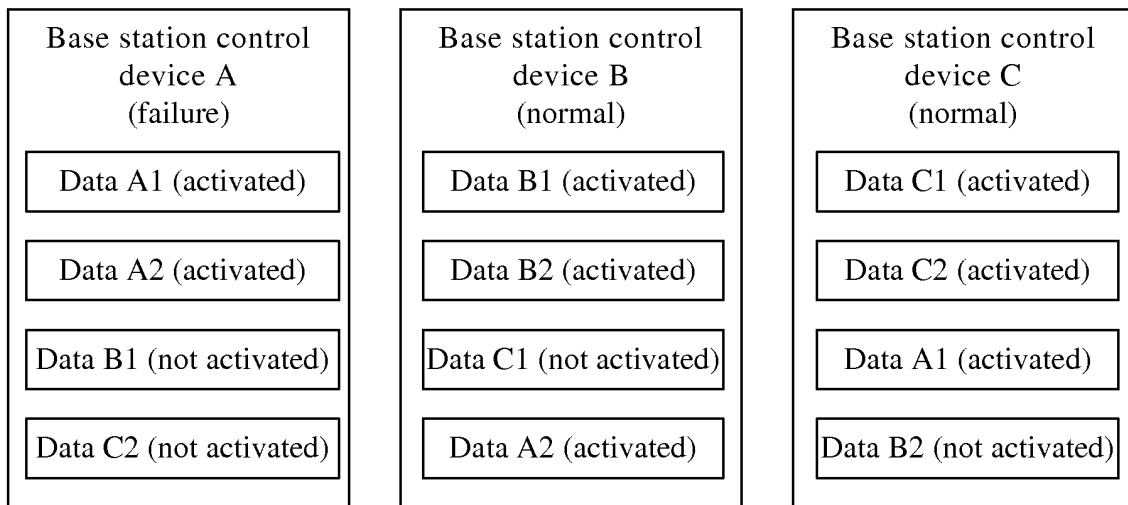 Base station control
device A
(failure)
Data A1 (activated)
Data A2 (activated)
Data B1 (not activated)
Data C2 (not activated)
Base station control
device B
(normal)
Data B1 (activated)
Data B2 (activated)
Data C1 (not activated)
Data A2 (activated)
Base station control
device C
(normal)
Data C1 (activated)
Data C2 (activated)
Data A1 (activated)
Data B2 (not activated)